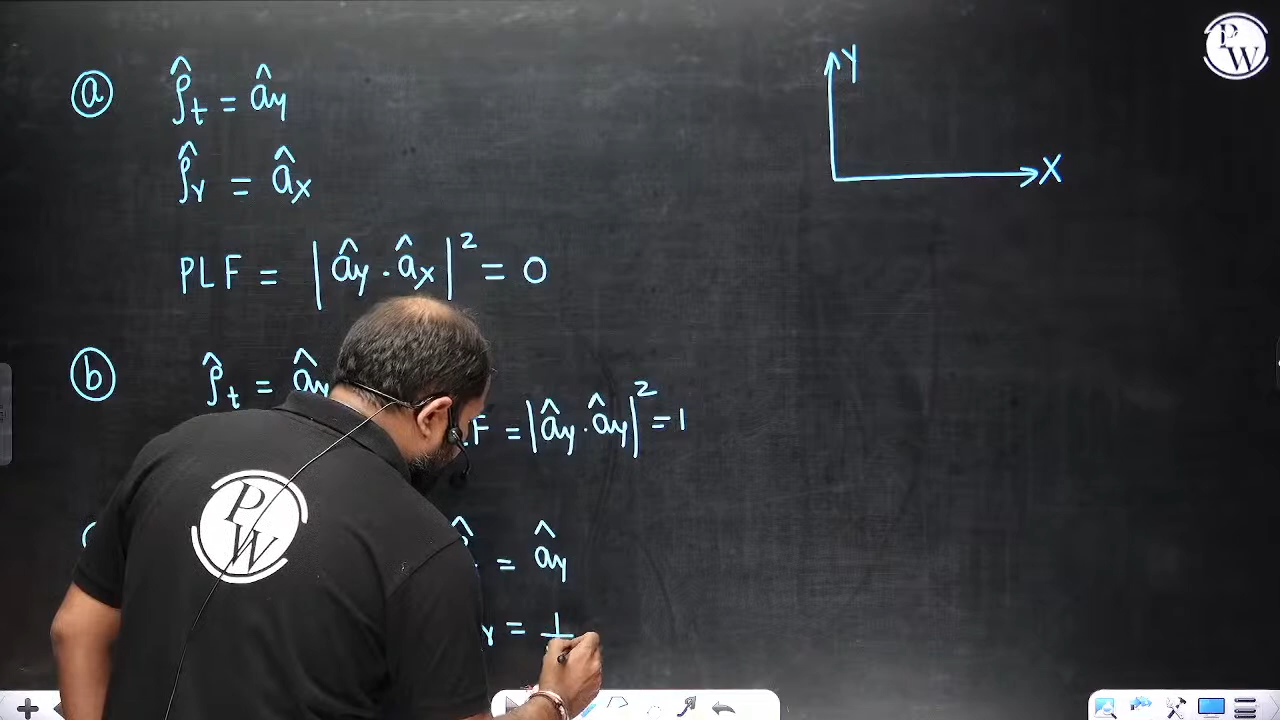 ⓐ ρ̂t = ây
Y
PW
ρ̂r = âx
X
PLF = |ây . âx|² = 0
ⓑ ρ̂t = ây
F = |ây . ây|² = 1
PW
= ây
r = 1